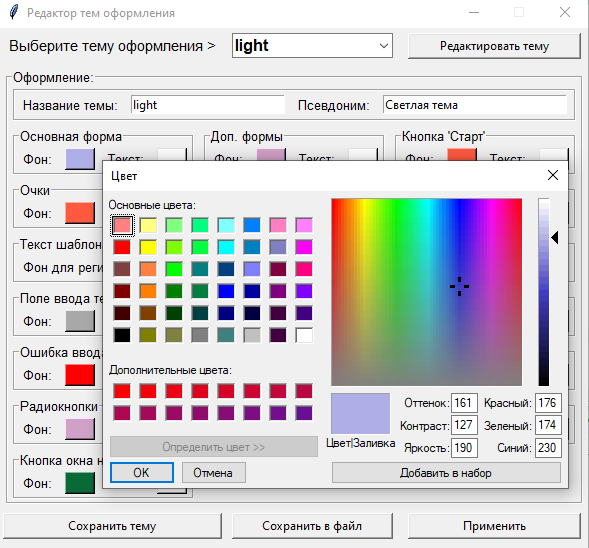 Редактор тем оформления
Выберите тему оформления > light Редактировать тему
Оформление:
Название темы: light Псевдоним: Светлая тема
Основная форма Доп. формы Кнопка 'Старт'
Фон: Текст: Фон: Текст: Фон: Текст:
Цвет
Очки
Фон:
Текст шаблон
Фон для реги
Поле ввода те
Фон:
Ошибка ввода
Фон:
Радиокнопки
Фон:
Кнопка окна н
Фон:
Основные цвета:
Дополнительные цвета:
Определить цвет >>
OK Отмена
Цвет|Заливка
Оттенок: 161 Красный: 176
Контраст: 127 Зеленый: 174
Яркость: 190 Синий: 230
Добавить в набор
Сохранить тему Сохранить в файл Применить